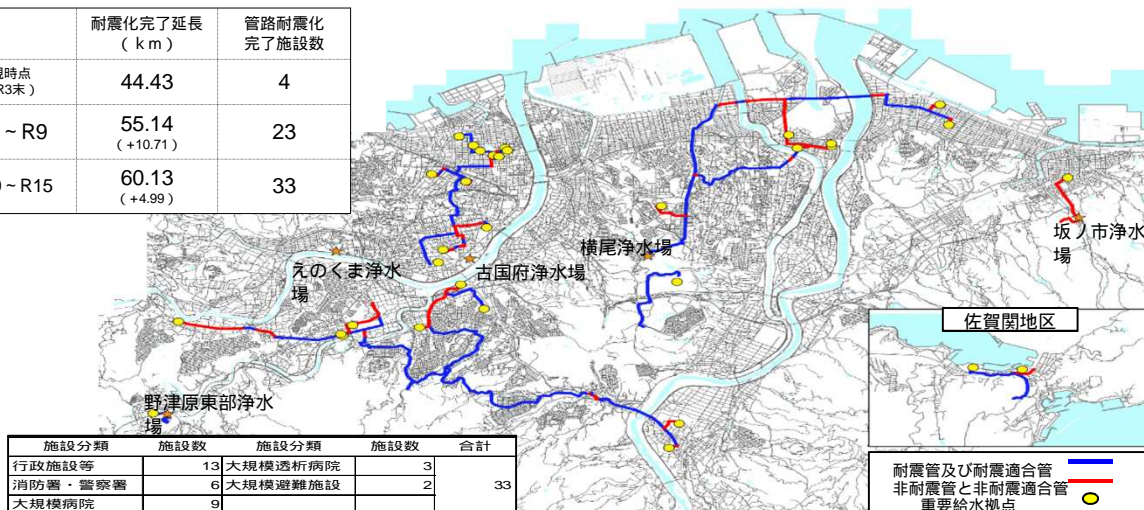 耐震化完了延長 管路耐震化
(km) 完了施設数
現時点 44.43 4
R3末)
~R9 55.14 23
(+10.71)
~R15 60.13 33
(+4.99)
えのくま浄水
場
古国府浄水場
横尾浄水場
坂ノ市浄水
場
野津原東部浄水
場
佐賀関地区
施設分類 施設数 施設分類 施設数 合計
行政施設等 13 大規模透析病院 3
消防署・警察署 6 大規模避難施設 2 33
大規模病院 9
耐震管及び耐震適合管
非耐震管と非耐震適合管
重要給水拠点